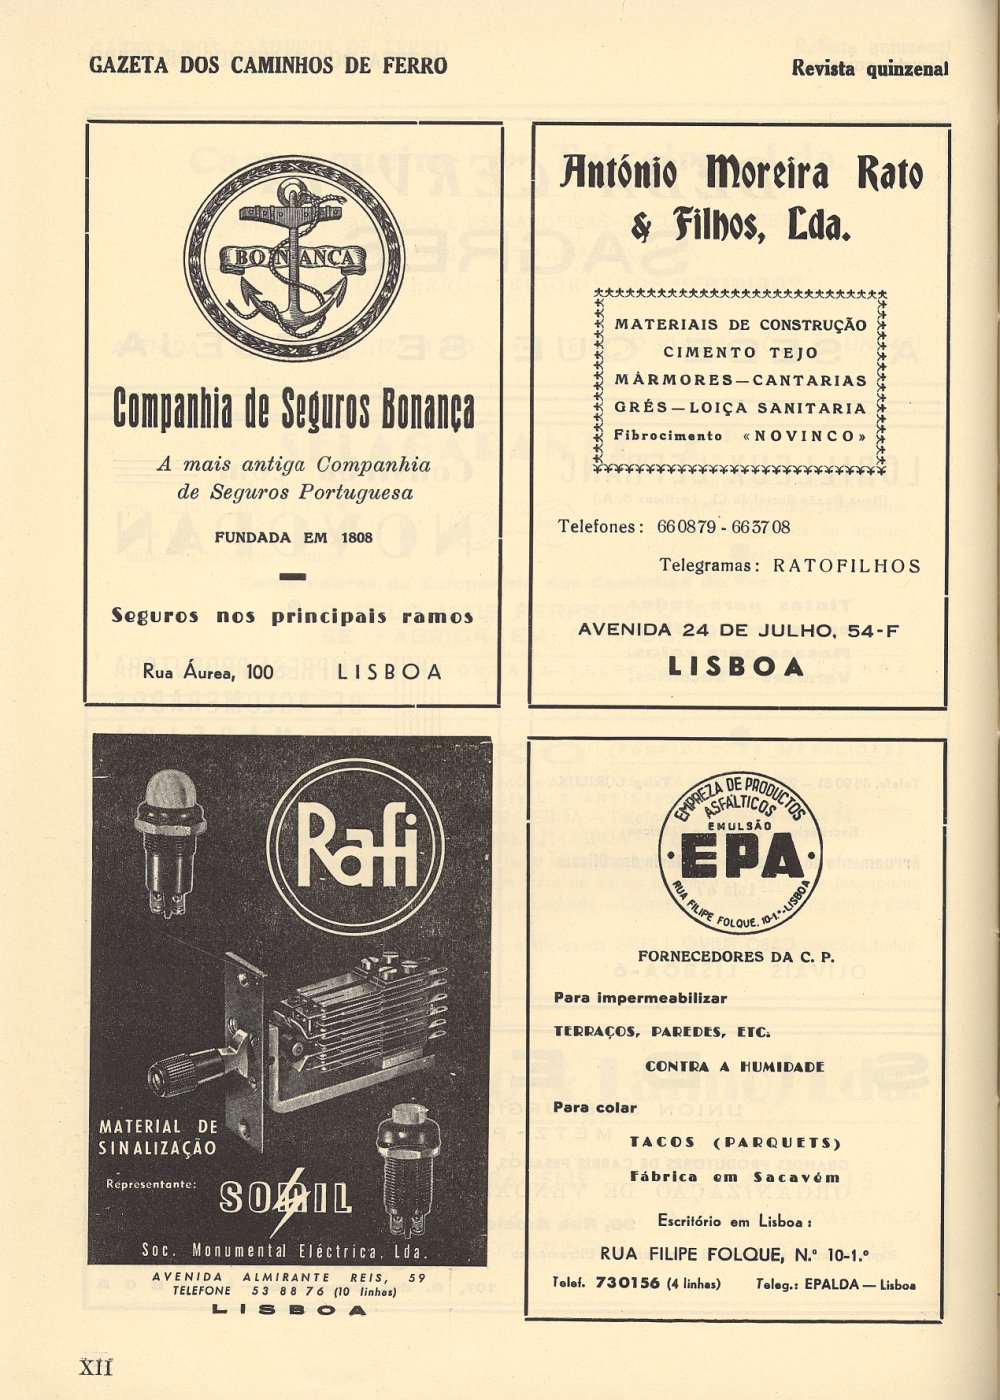 GAZETA DOS CAMINHOS DE FERRO
Revista quinzenal
BONANÇA
Companhia de Seguros Bonança
A mais antiga Companhia
de Seguros Portuguesa
FUNDADA EM 1808
Seguros nos principais ramos
Rua Áurea, 100 LISBOA
António Moreira Rato
& Filhos, Lda.
MATERIAIS DE CONSTRUÇÃO
CIMENTO TEJO
MÀRMORES—CANTARIAS
GRÉS—LOIÇA SANITARIA
Fibrocimento «NOVINCO»
Telefones: 660879 - 663708
Telegramas: RATOFILHOS
AVENIDA 24 DE JULHO, 54-F
LISBOA
Rafi
MATERIAL DE
SINALIZAÇÃO
Representante:
SOMIL
Soc. Monumental Eléctrica, Lda.
AVENIDA ALMIRANTE REIS, 59
TELEFONE 53 88 76 (10 linhas)
LISBOA
EMPREZA DE PRODUCTOS
ASFÁLTICOS
EMULSÃO
EPA
RUA FILIPE FOLQUE, 10-1.º-LISBOA
FORNECEDORES DA C. P.
Para impermeabilizar
TERRAÇOS, PAREDES, ETC.
CONTRA A HUMIDADE
Para colar
TACOS (PARQUETS)
Fábrica em Sacavém
Escritório em Lisboa:
RUA FILIPE FOLQUE, N.º 10-1.º
Telef. 730156 (4 linhas) Teleg.: EPALDA — Lisboa
XII